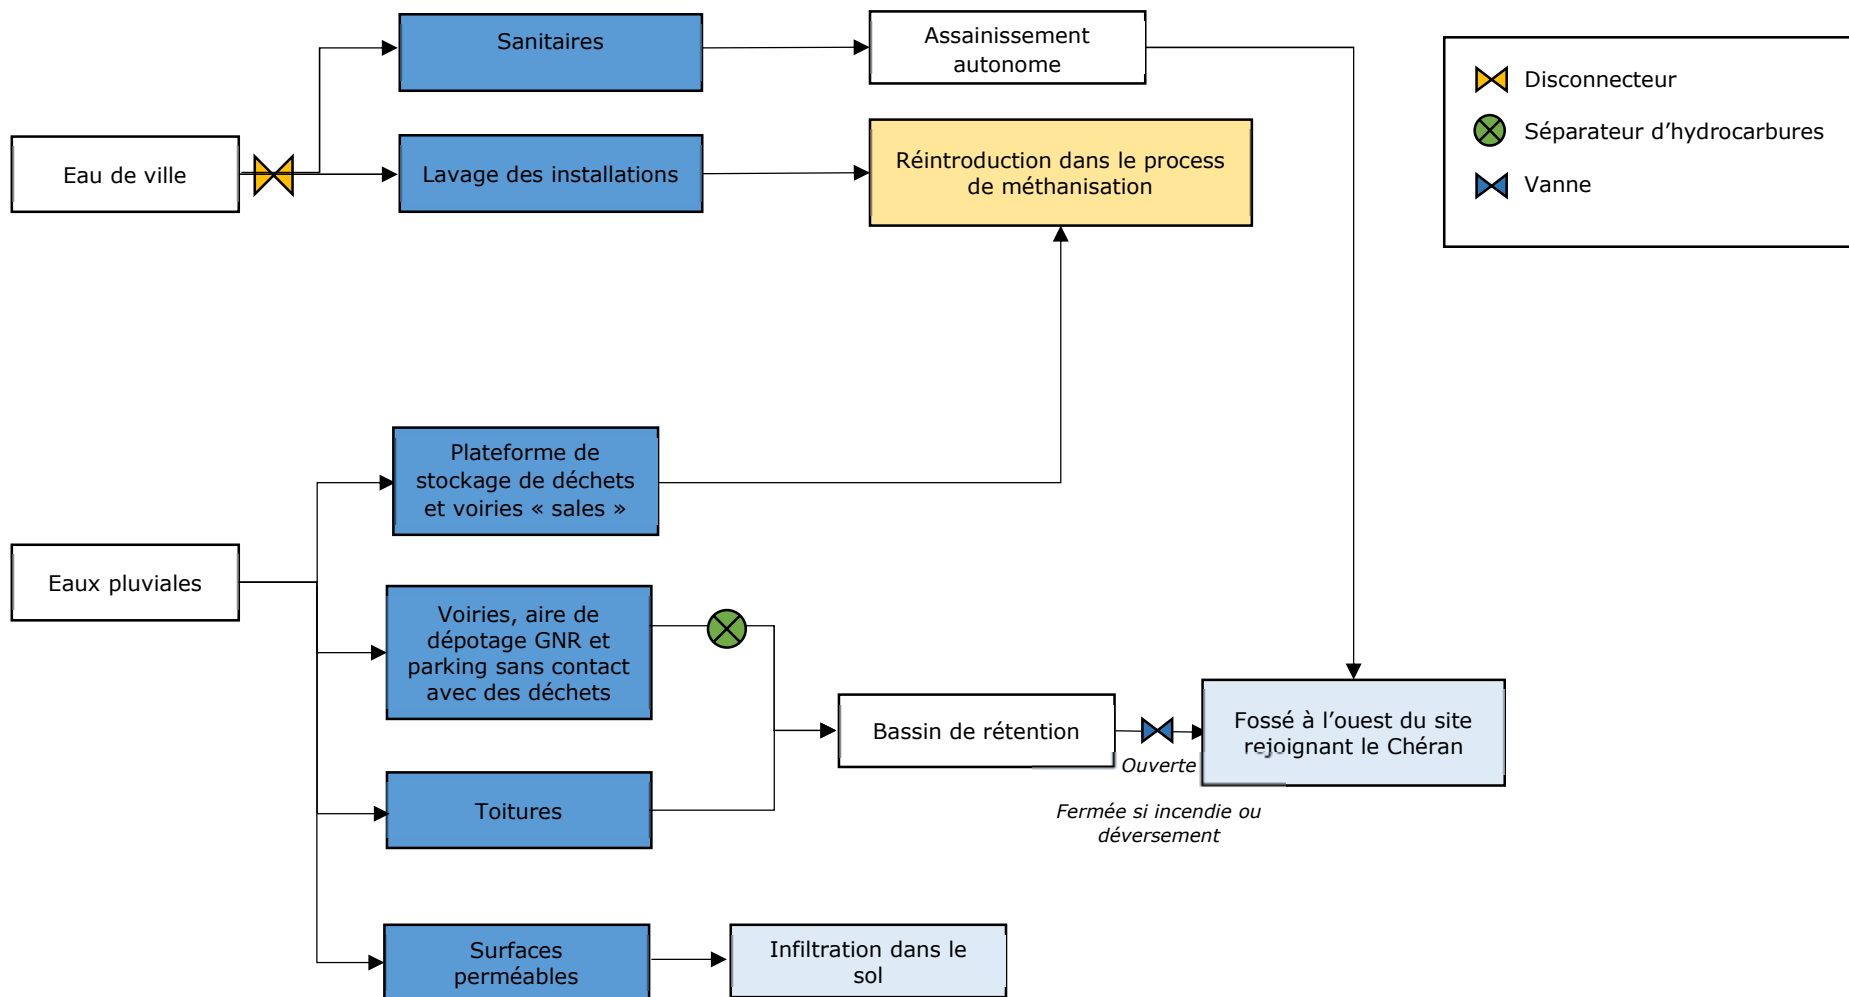 Sanitaires
Assainissement
autonome
Disconnecteur
Séparateur d’hydrocarbures
Vanne
Eau de ville
Lavage des installations
Réintroduction dans le process
de méthanisation
Plateforme de
stockage de déchets
et voiries « sales »
Eaux pluviales
Voiries, aire de
dépotage GNR et
parking sans contact
avec des déchets
Bassin de rétention
Ouverte
Fermée si incendie ou
déversement
Fossé à l’ouest du site
rejoignant le Chéran
Toitures
Surfaces
perméables
Infiltration dans le
sol